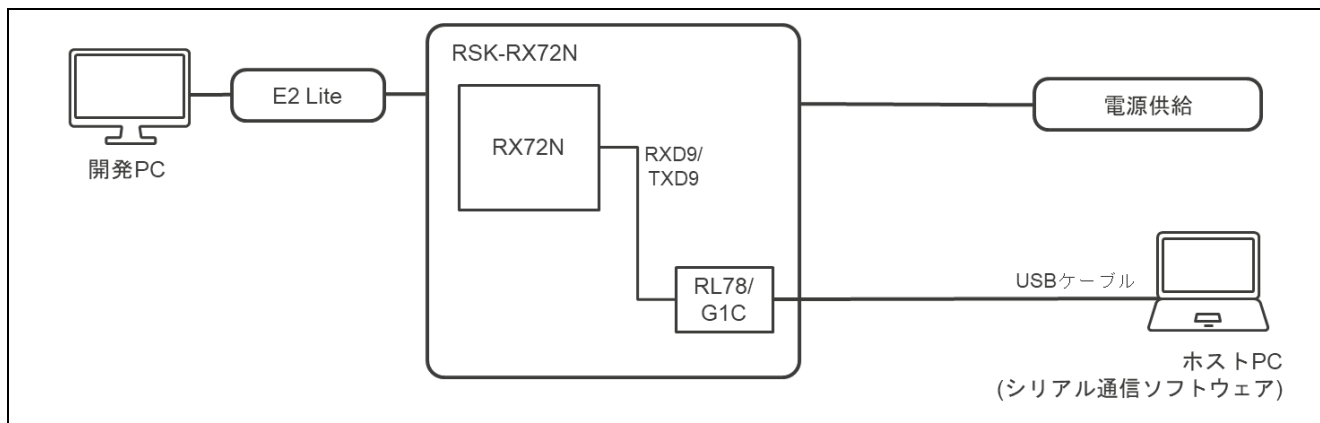 RSK-RX72N
E2 Lite
電源供給
RX72N
RXD9/
TXD9
開発PC
RL78/
G1C
USBケーブル
ホストPC
(シリアル通信ソフトウェア)